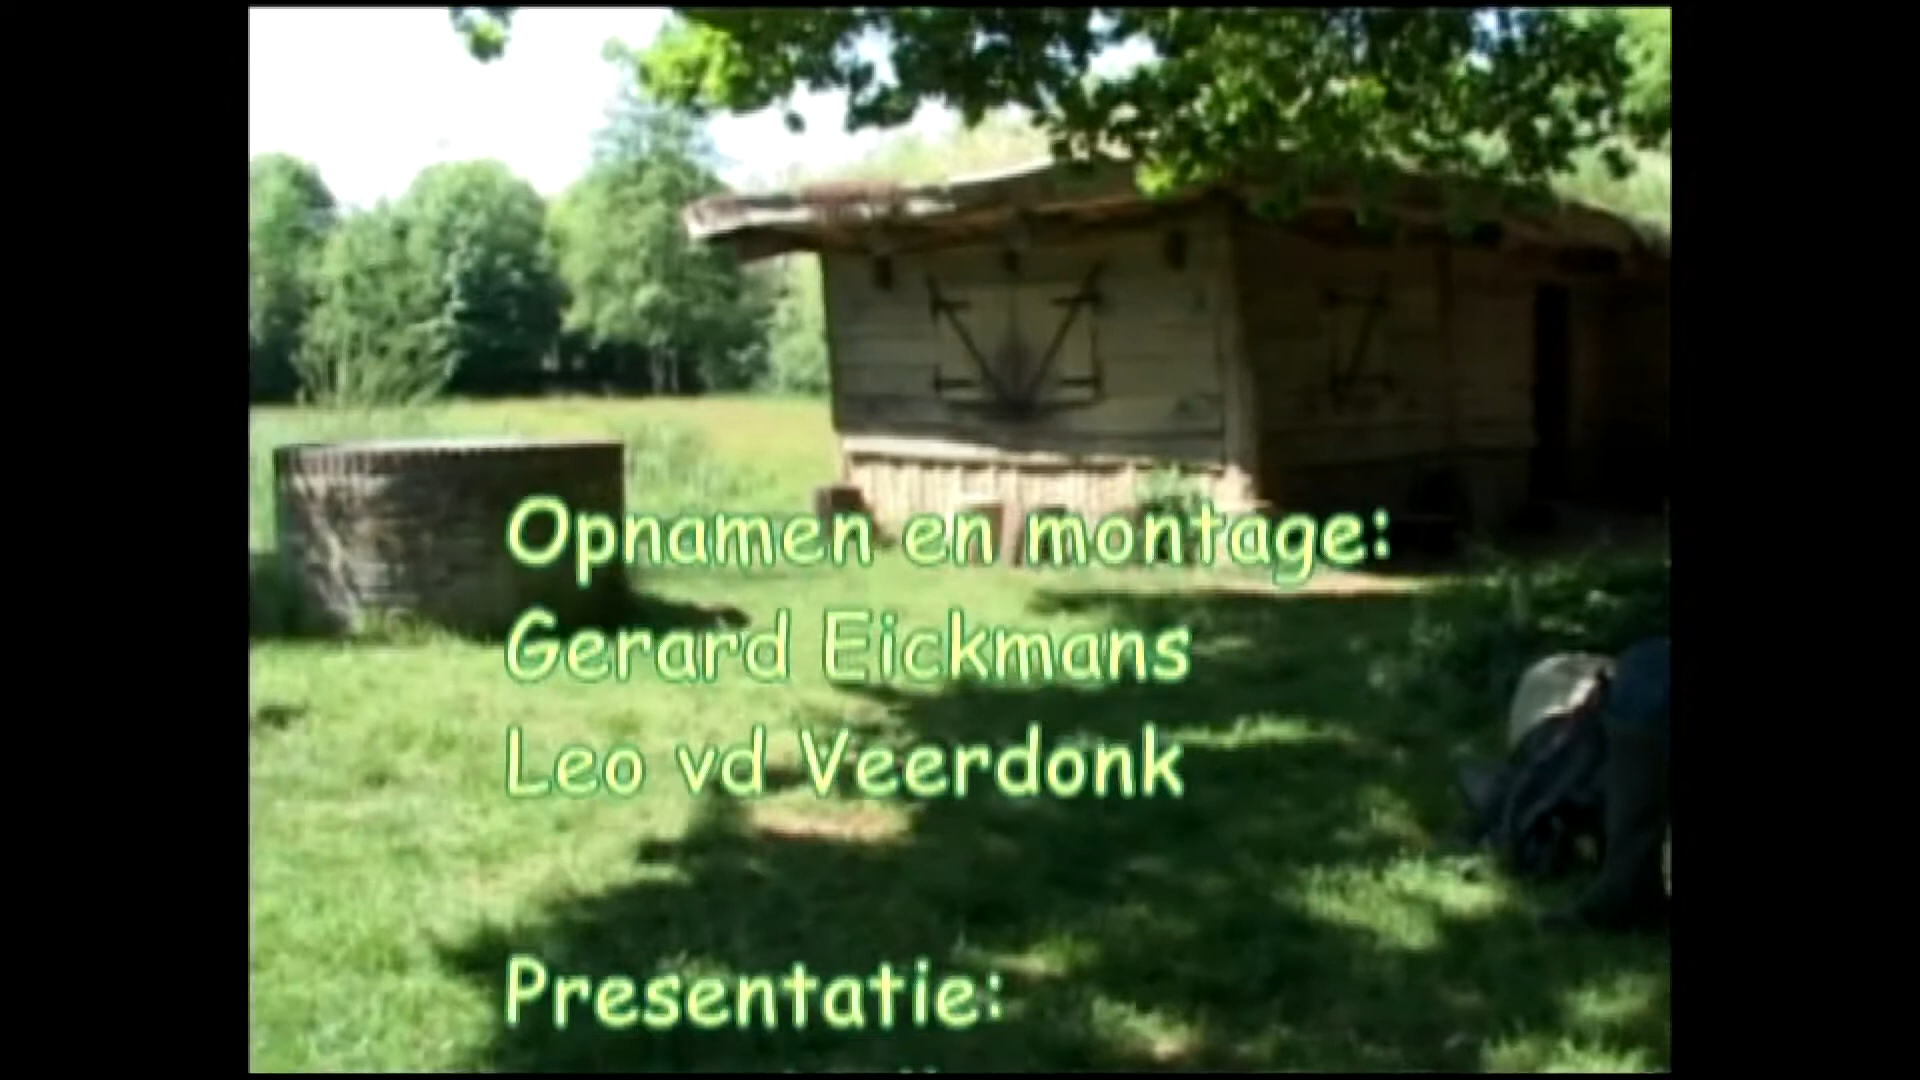 Opnamen en montage:
Gerard Eickmans
Leo vd Veerdonk
Presentatie: